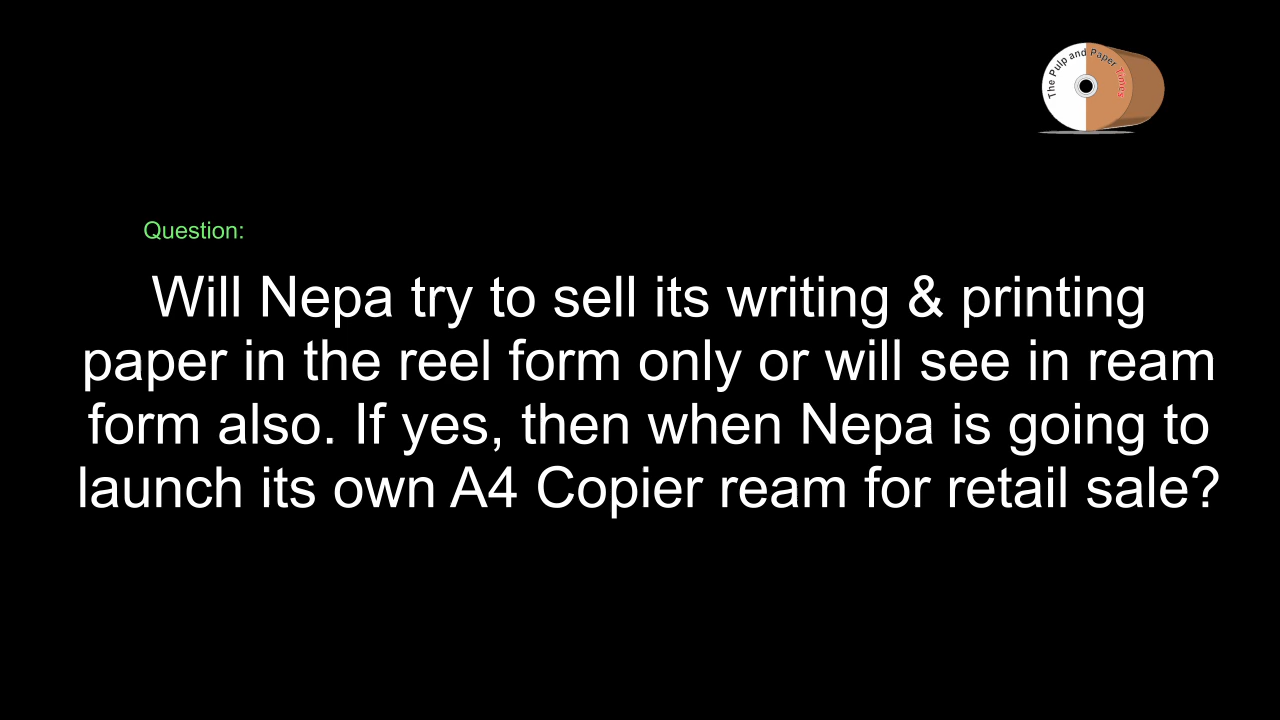 The Pulp and Paper Times
Question:
Will Nepa try to sell its writing & printing
paper in the reel form only or will see in ream
form also. If yes, then when Nepa is going to
launch its own A4 Copier ream for retail sale?